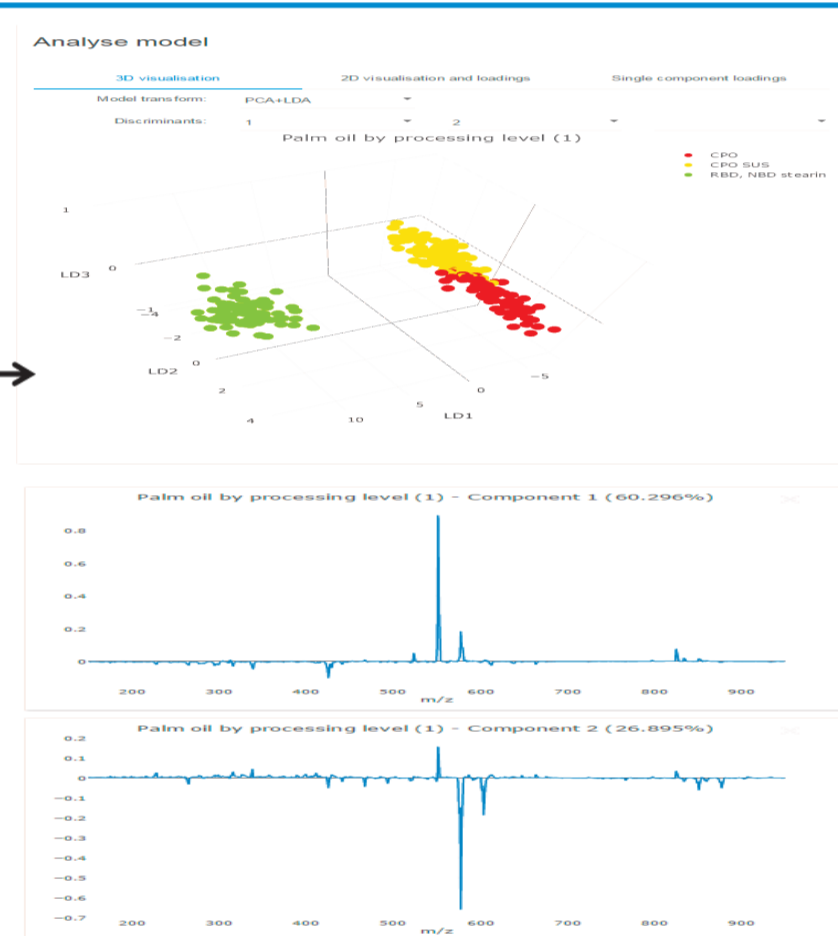 Analyse model
3D visualisation 2D visualisation and loadings Single component loadings
Model transform: PCA+LDA
Discriminants: 1 2
Palm oil by processing level (1)
CPO
CPO SUS
RBD, NBD stearin
1
0
LD3
−1
−4
−2
0
LD2
2
4
10
5
LD1
0
−5
Palm oil by processing level (1) - Component 1 (60.296%)
0.8
0.6
0.4
0.2
0
200 300 400 500 600 700 800 900
m/z
Palm oil by processing level (1) - Component 2 (26.895%)
0.2
0.1
0
−0.1
−0.2
−0.3
−0.4
−0.5
−0.6
−0.7
200 300 400 500 600 700 800 900
m/z